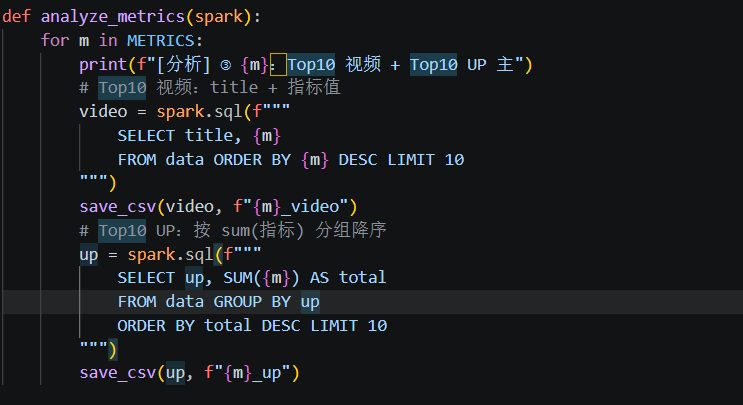 def analyze_metrics(spark):
    for m in METRICS:
        print(f"[分析] ③ {m}：Top10 视频 + Top10 UP 主")
        # Top10 视频：title + 指标值
        video = spark.sql(f"""
            SELECT title, {m}
            FROM data ORDER BY {m} DESC LIMIT 10
        """)
        save_csv(video, f"{m}_video")
        # Top10 UP：按 sum(指标) 分组降序
        up = spark.sql(f"""
            SELECT up, SUM({m}) AS total
            FROM data GROUP BY up
            ORDER BY total DESC LIMIT 10
        """)
        save_csv(up, f"{m}_up")